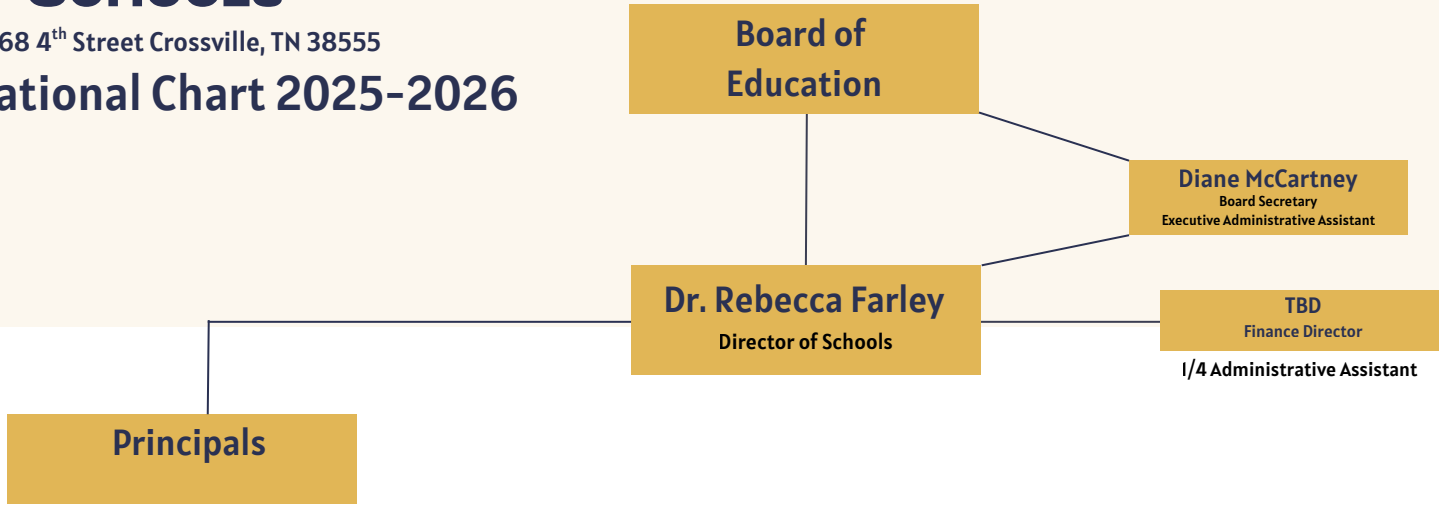 Schools
68 4th Street Crossville, TN 38555
ational Chart 2025-2026
Board of
Education
Diane McCartney
Board Secretary
Executive Administrative Assistant
Dr. Rebecca Farley
Director of Schools
TBD
Finance Director
1/4 Administrative Assistant
Principals